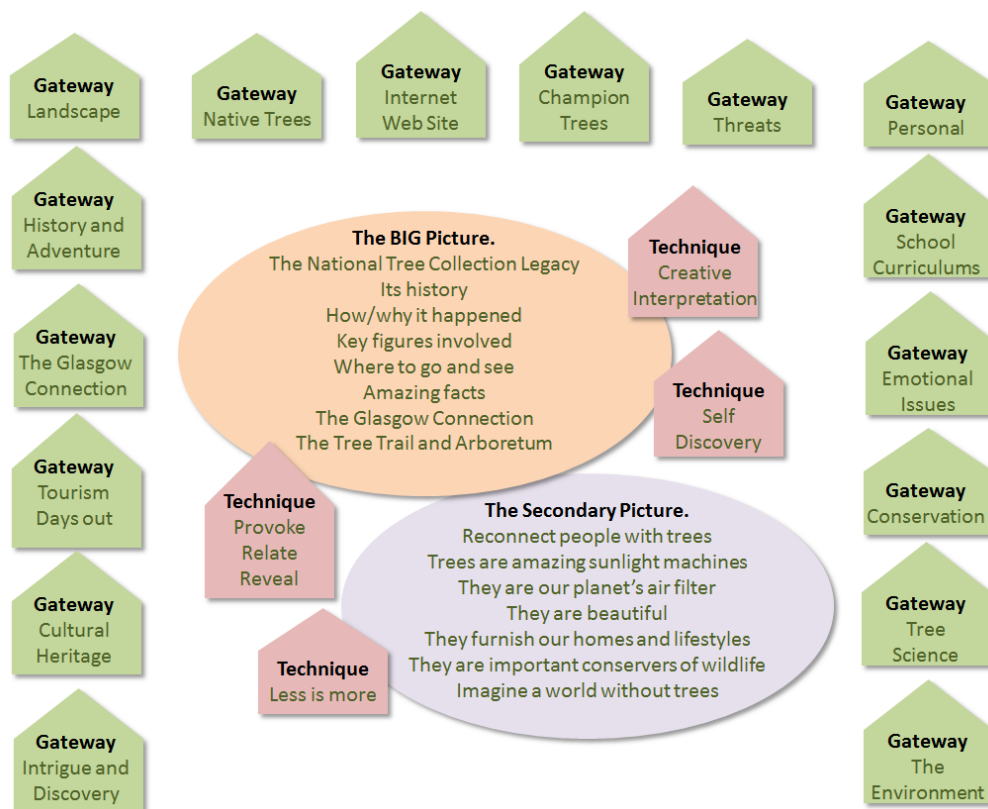 Gateway
Landscape
Gateway
Native Trees
Gateway
Internet
Web Site
Gateway
Champion
Trees
Gateway
Threats
Gateway
Personal
Gateway
History and
Adventure
Gateway
The Glasgow
Connection
Gateway
Tourism
Days out
Gateway
Cultural
Heritage
Gateway
Intrigue and
Discovery
The BIG Picture.
The National Tree Collection Legacy
Its history
How/why it happened
Key figures involved
Where to go and see
Amazing facts
The Glasgow Connection
The Tree Trail and Arboretum
Technique
Creative
Interpretation
Technique
Self
Discovery
Technique
Provoke
Relate
Reveal
Technique
Less is more
The Secondary Picture.
Reconnect people with trees
Trees are amazing sunlight machines
They are our planet’s air filter
They are beautiful
They furnish our homes and lifestyles
They are important conservers of wildlife
Imagine a world without trees
Gateway
School
Curriculums
Gateway
Emotional
Issues
Gateway
Conservation
Gateway
Tree
Science
Gateway
The
Environment